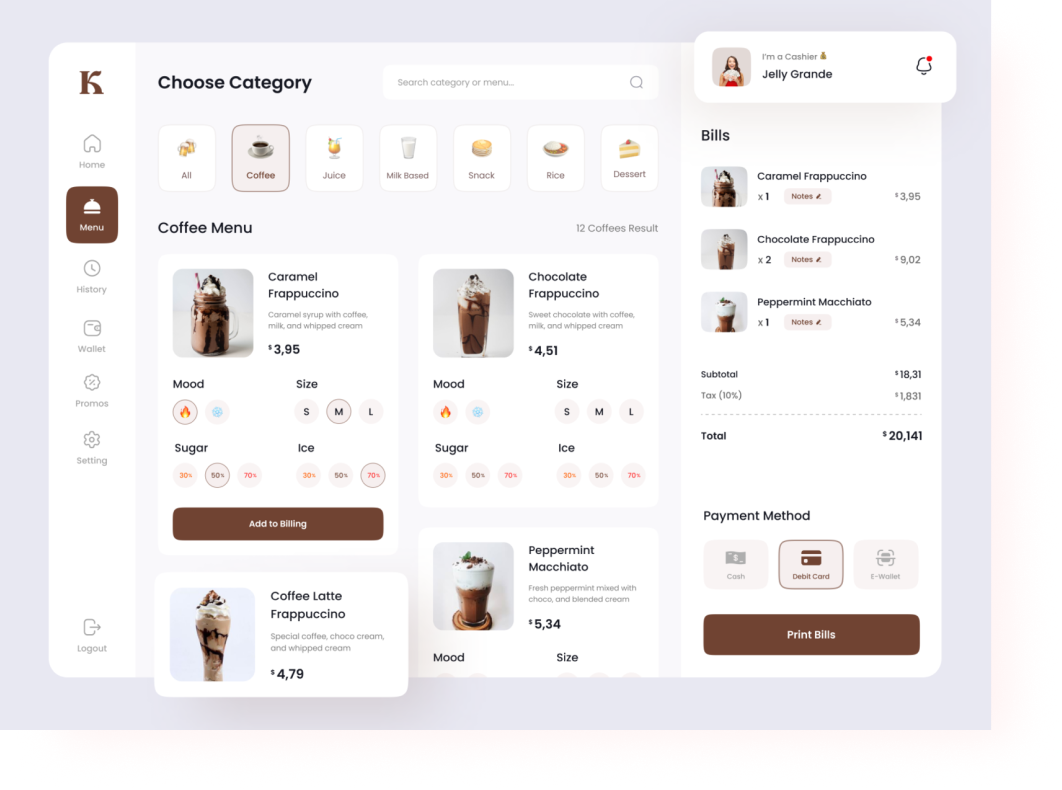 K
Home
Menu
History
Wallet
Promos
Setting
Logout
Choose Category
Search category or menu...
All
Coffee
Juice
Milk Based
Snack
Rice
Dessert
Coffee Menu
12 Coffees Result
Caramel
Frappuccino
Caramel syrup with coffee,
milk, and whipped cream
$ 3,95
Mood
Size
S M L
Sugar
Ice
30% 50% 70%
30% 50% 70%
Add to Billing
Chocolate
Frappuccino
Sweet chocolate with coffee,
milk, and whipped cream
$ 4,51
Mood
Size
S M L
Sugar
Ice
30% 50% 70%
30% 50% 70%
Coffee Latte
Frappuccino
Special coffee, choco cream,
and whipped cream
$ 4,79
Peppermint
Macchiato
Fresh peppermint mixed with
choco, and blended cream
$ 5,34
Mood
Size
I'm a Cashier
Jelly Grande
Bills
Caramel Frappuccino
x 1 Notes $ 3,95
Chocolate Frappuccino
x 2 Notes $ 9,02
Peppermint Macchiato
x 1 Notes $ 5,34
Subtotal $ 18,31
Tax (10%) $ 1,831
Total $ 20,141
Payment Method
Cash
Debit Card
E-Wallet
Print Bills